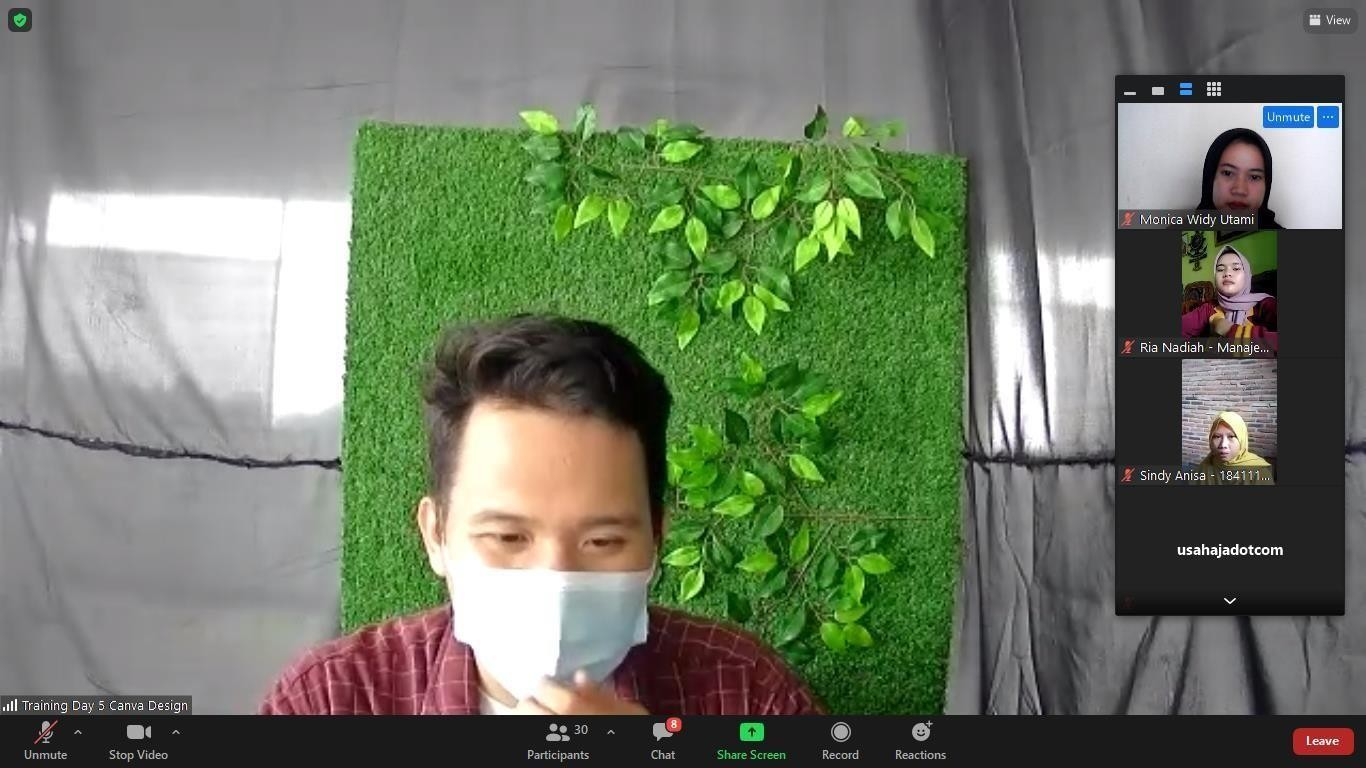 View
Unmute
...
Monica Widy Utami
Ria Nadiah - Manaje...
Sindy Anisa - 184111...
usahajadotcom
Training Day 5 Canva Design
Unmute
Stop Video
Participants
30
Chat
8
Share Screen
Record
Reactions
Leave